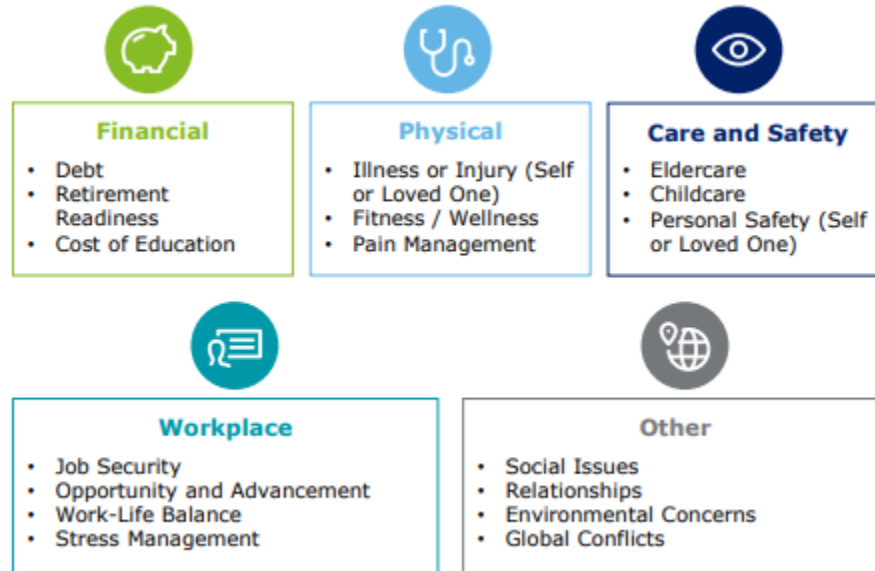 Financial
• Debt
• Retirement
Readiness
• Cost of Education
Physical
• Illness or Injury (Self
or Loved One)
• Fitness / Wellness
• Pain Management
Care and Safety
• Eldercare
• Childcare
• Personal Safety (Self
or Loved One)
Workplace
• Job Security
• Opportunity and Advancement
• Work-Life Balance
• Stress Management
Other
• Social Issues
• Relationships
• Environmental Concerns
• Global Conflicts